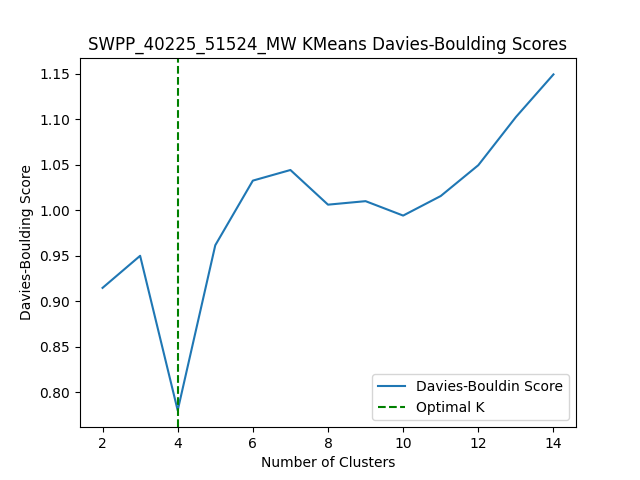 SWPP_40225_51524_MW KMeans Davies-Boulding Scores
1.15
1.10
1.05
1.00
0.95
0.90
0.85
0.80
Davies-Boulding Score
Davies-Bouldin Score
Optimal K
2 4 6 8 10 12 14
Number of Clusters